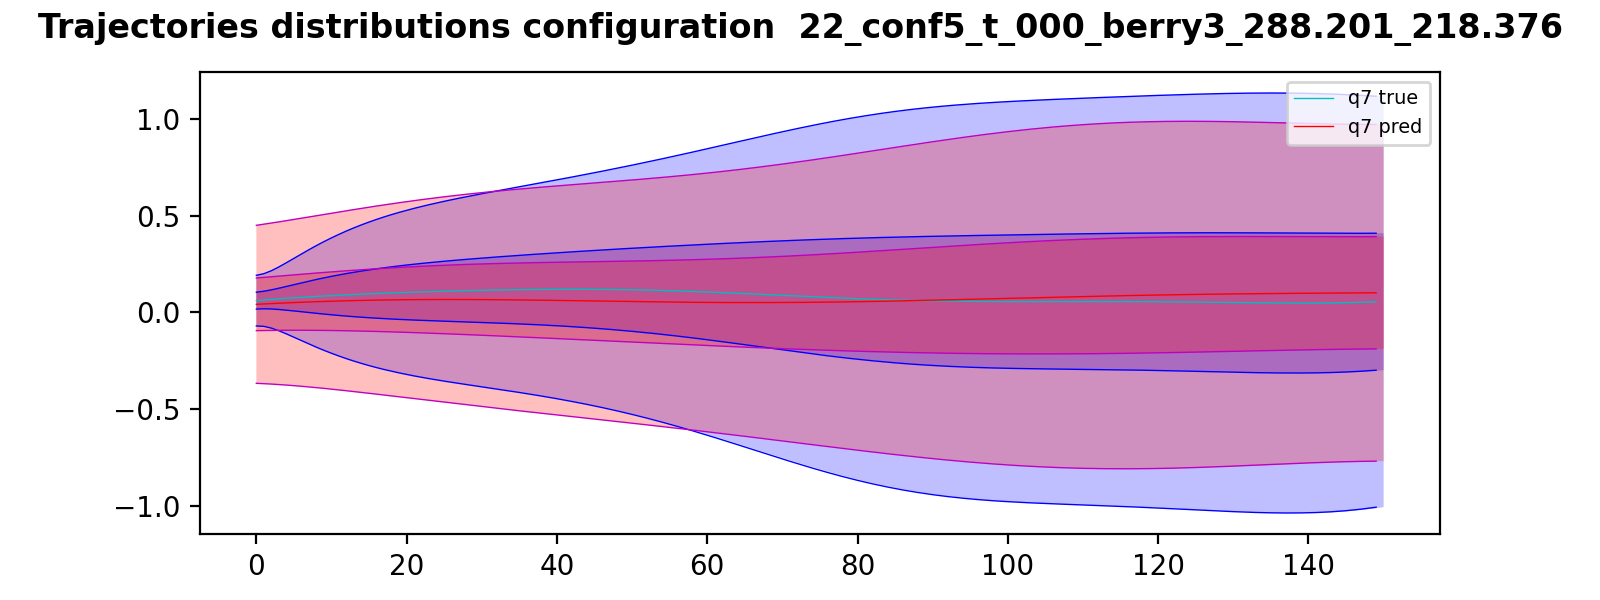 Trajectories distributions configuration  22_conf5_t_000_berry3_288.201_218.376
q7 true
q7 pred
1.0
0.5
0.0
−0.5
−1.0
0 20 40 60 80 100 120 140